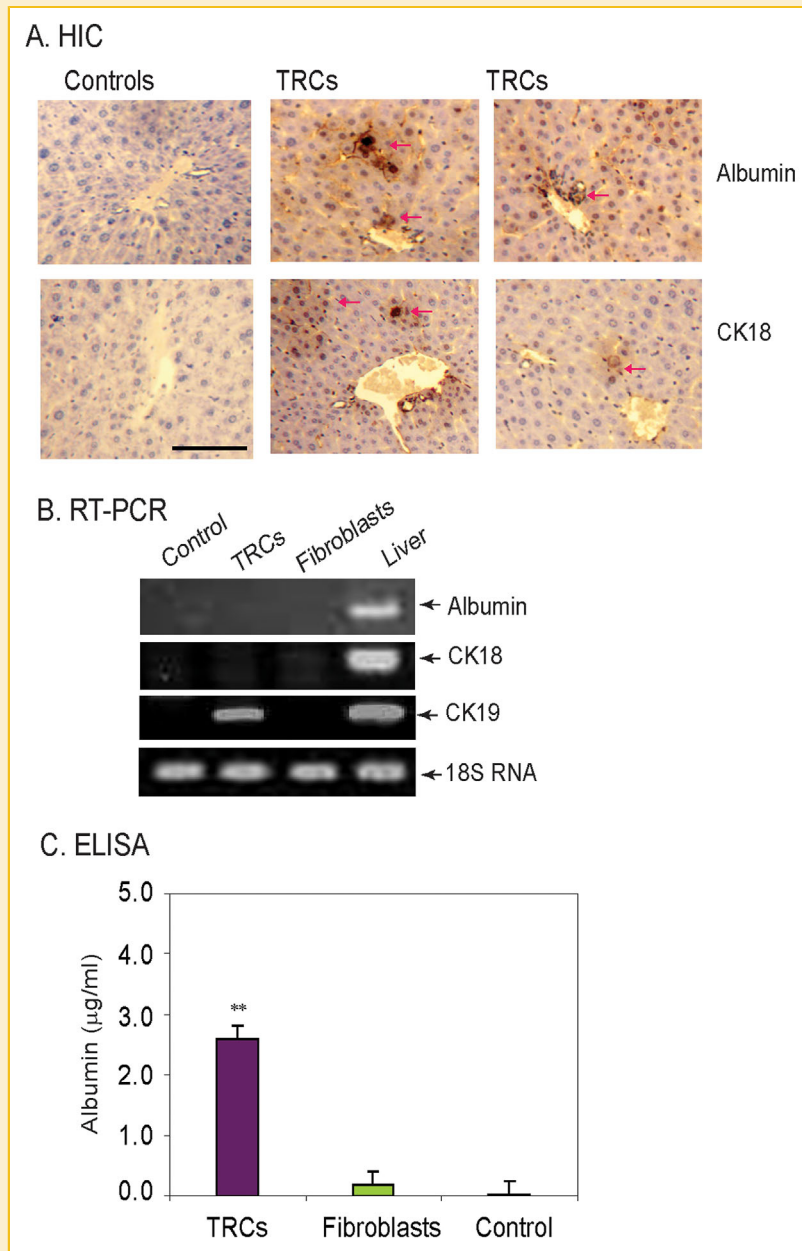 A. HIC
Controls TRCs TRCs
Albumin
CK18
B. RT-PCR
Control TRCs Fibroblasts Liver
Albumin
CK18
CK19
18S RNA
C. ELISA
5.0
4.0
3.0
2.0
1.0
0.0
Albumin (µg/ml)
**
TRCs Fibroblasts Control